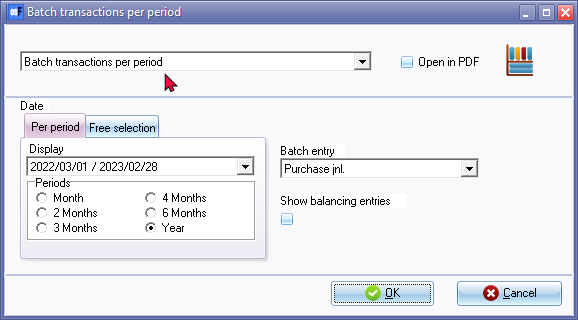 Batch transactions per period
Batch transactions per period
Open in PDF
Date
Per period
Free selection
Display
2022/03/01 / 2023/02/28
Periods
Month
4 Months
2 Months
6 Months
3 Months
Year
Batch entry
Purchase jnl.
Show balancing entries
OK
Cancel